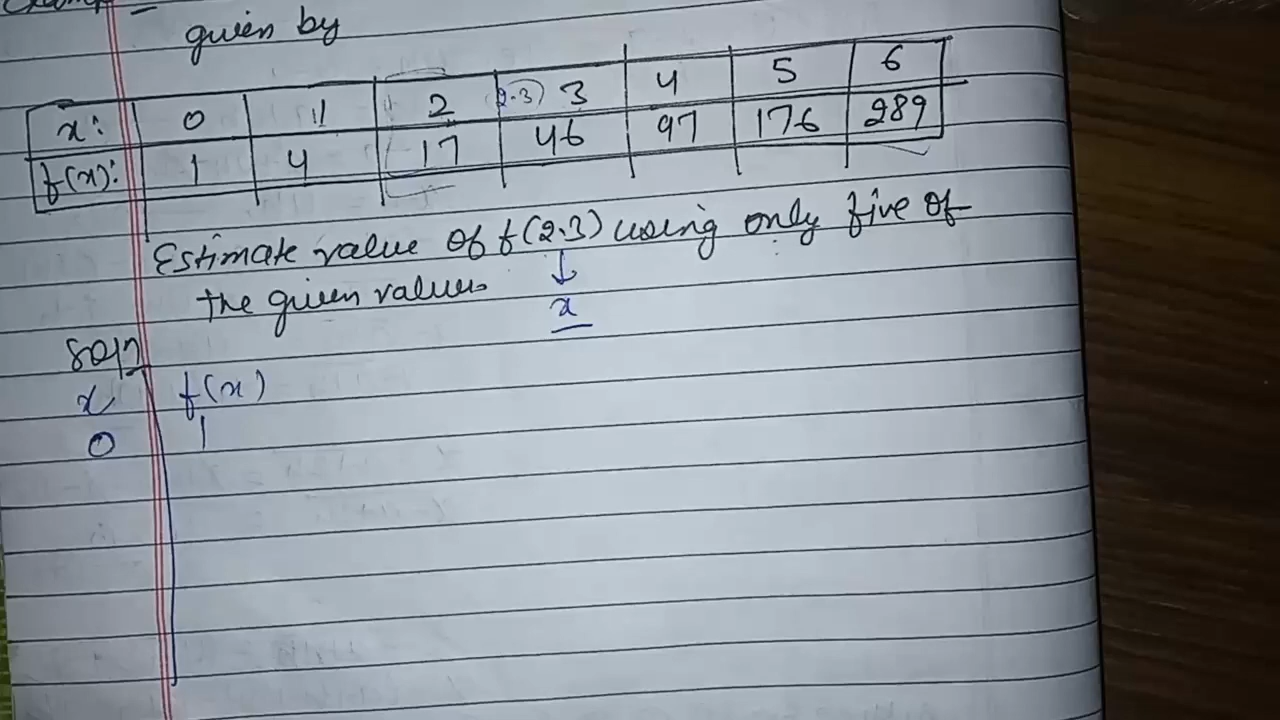 given by
x: 0 1 2 (2.3) 3 4 5 6
f(x): 1 4 17 46 97 176 289
Estimate value of f(2.3) using only five of
the given values
x
Soln
x f(x)
0 1